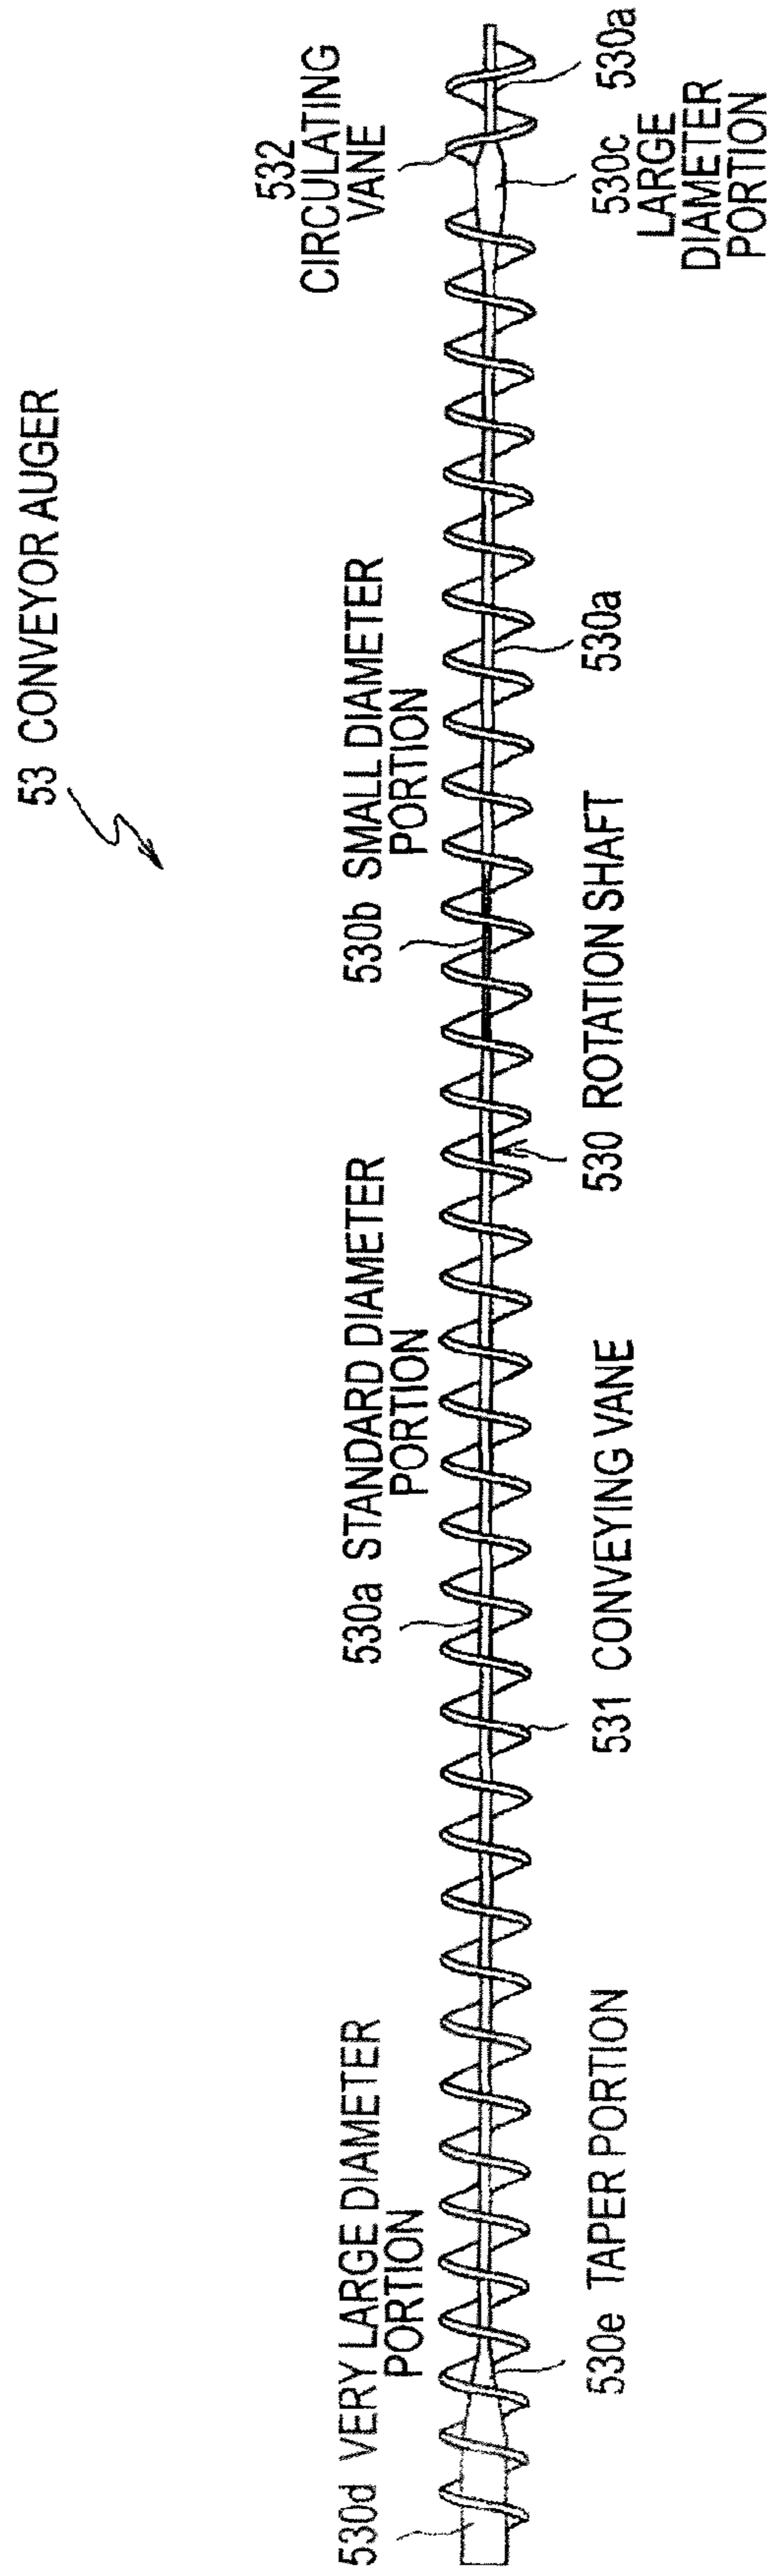 53 CONVEYOR AUGER
530d VERY LARGE DIAMETER
PORTION
530a STANDARD DIAMETER
PORTION
530b SMALL DIAMETER
PORTION
532
CIRCULATING
VANE
530e TAPER PORTION
531 CONVEYING VANE
530 ROTATION SHAFT
530a
530c
LARGE
DIAMETER
PORTION
530a